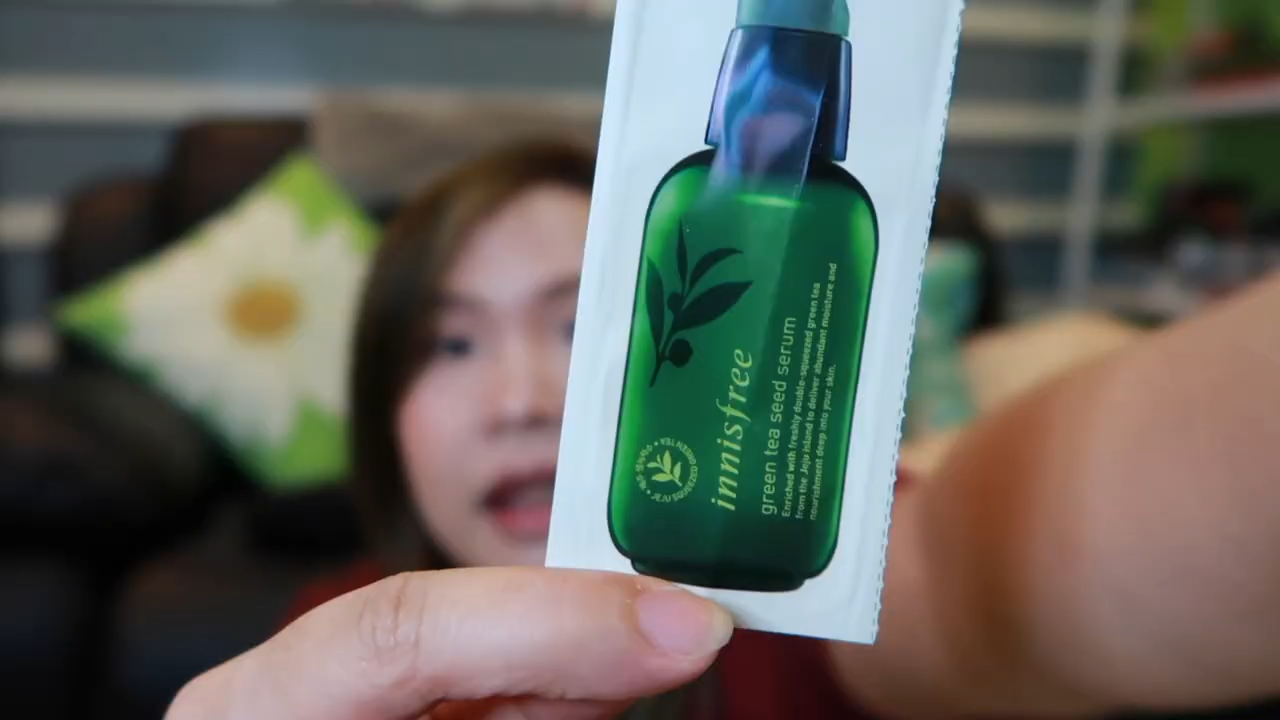 innisfree
green tea seed serum
Enriched with freshly double-squeezed green tea
from the Jeju Island to deliver abundant moisture and
nourishment deep into your skin.
JEJU SQUEEZED GREEN TEA